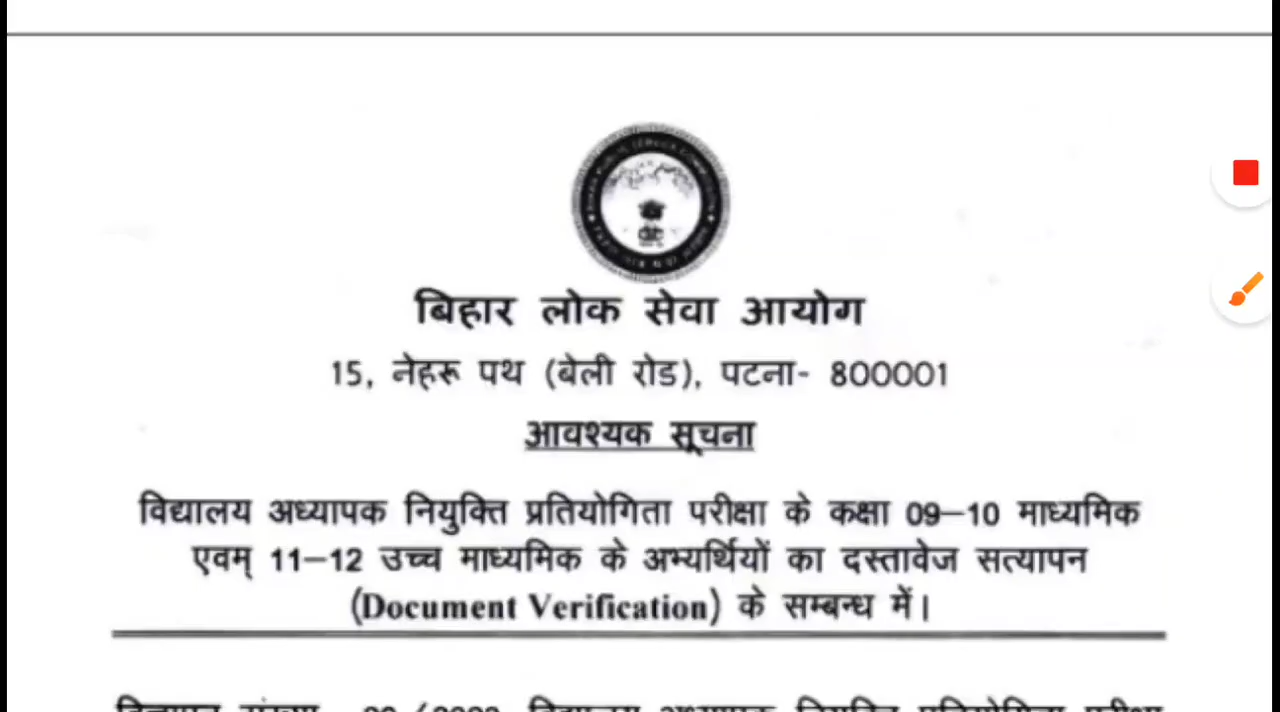 बिहार लोक सेवा आयोग
15, नेहरू पथ (बेली रोड), पटना- 800001
आवश्यक सूचना
विद्यालय अध्यापक नियुक्ति प्रतियोगिता परीक्षा के कक्षा 09–10 माध्यमिक
एवम् 11–12 उच्च माध्यमिक के अभ्यर्थियों का दस्तावेज सत्यापन
(Document Verification) के सम्बन्ध में।